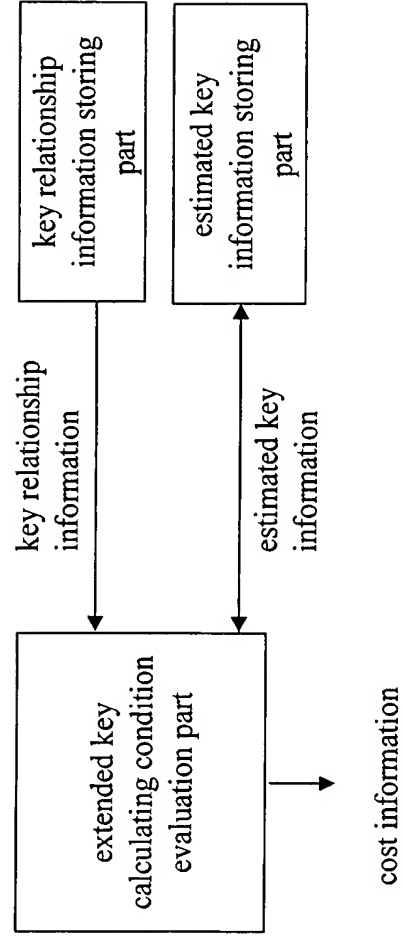 key relationship
information storing
part
estimated key
information storing
part
key relationship
information
estimated key
information
extended key
calculating condition
evaluation part
cost information